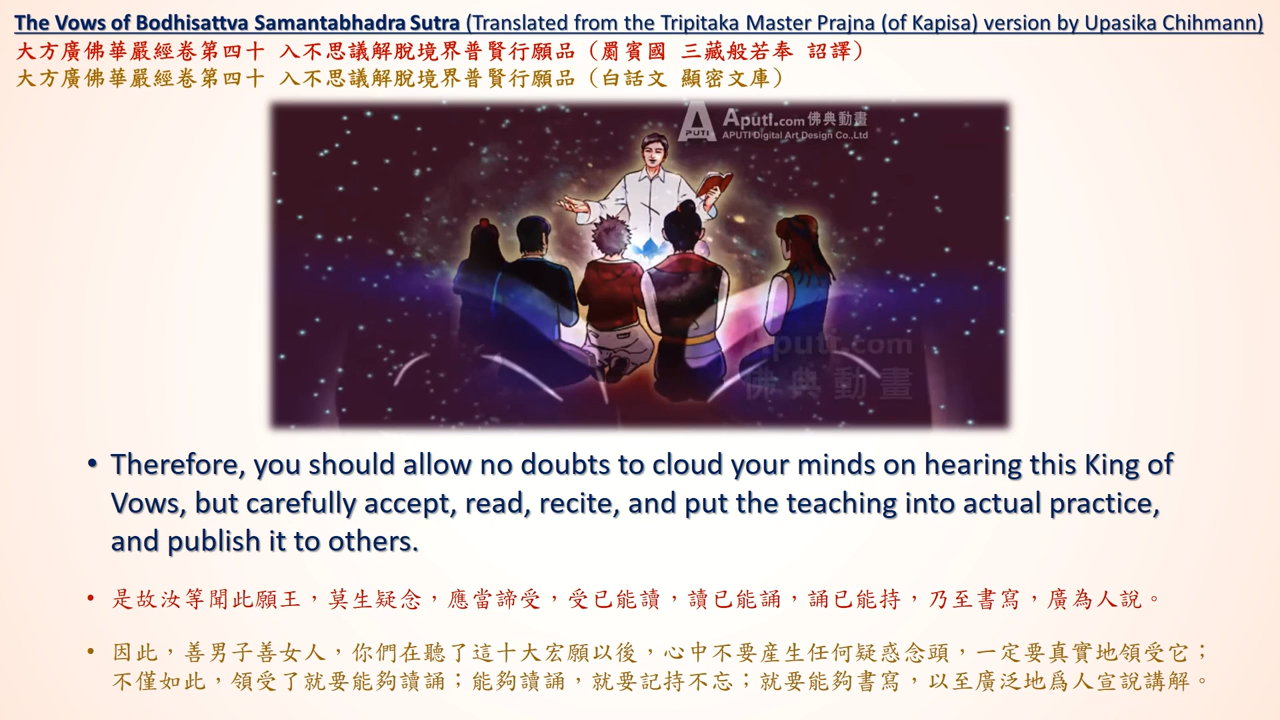 The Vows of Bodhisattva Samantabhadra Sutra (Translated from the Tripitaka Master Prajna (of Kapisa) version by Upasika Chihmann)
大方廣佛華嚴經卷第四十 入不思議解脫境界普賢行願品（罽賓國 三藏般若奉 詔譯）
大方廣佛華嚴經卷第四十 入不思議解脫境界普賢行願品（白話文 顯密文庫）
A PUTI
Aputi.com 佛典動畫
APUTI Digital Art Design Co.,Ltd
Aputi.com
佛典動畫
• Therefore, you should allow no doubts to cloud your minds on hearing this King of
Vows, but carefully accept, read, recite, and put the teaching into actual practice,
and publish it to others.
• 是故汝等聞此願王，莫生疑念，應當諦受，受已能讀，讀已能誦，誦已能持，乃至書寫，廣為人說。
• 因此，善男子善女人，你們在聽了這十大宏願以後，心中不要產生任何疑惑念頭，一定要真實地領受它；
不僅如此，領受了就要能夠讀誦；能夠讀誦，就要記持不忘；就要能夠書寫，以至廣泛地爲人宣說講解。